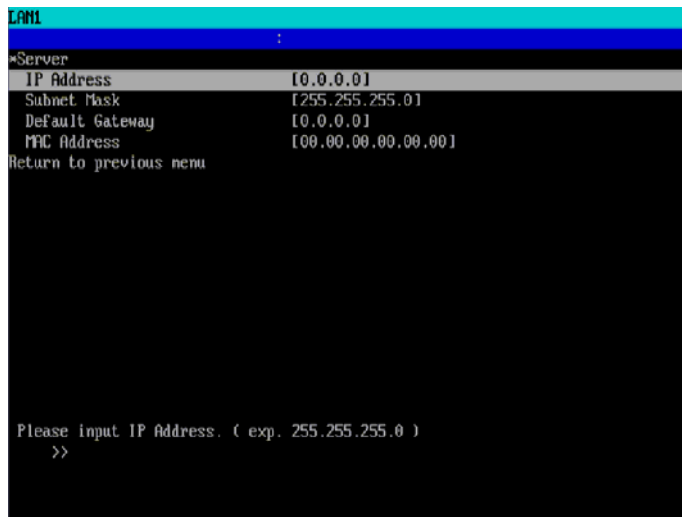 LAN1
:
*Server
IP Address [0.0.0.0]
Subnet Mask [255.255.255.0]
Default Gateway [0.0.0.0]
MAC Address [00.00.00.00.00.00]
Return to previous menu
Please input IP Address. ( exp. 255.255.255.0 )
>>